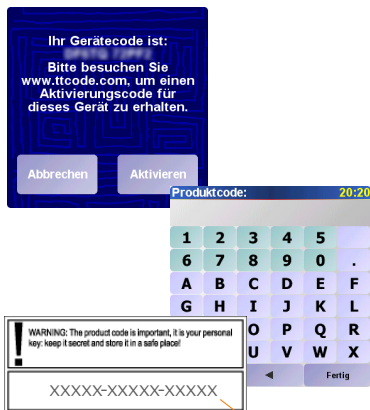 Ihr Gerätecode ist:
Bitte besuchen Sie
www.ttcode.com, um einen
Aktivierungscode für
dieses Gerät zu erhalten.
Abbrechen Aktivieren
Produktcode: 20:20
1 2 3 4 5
6 7 8 9 0 .
A B C D E F
G H I J K L
O P Q R
U V W X
Fertig
WARNING: The product code is important, it is your personal
key: keep it secret and store it in a safe place!
XXXXX-XXXXX-XXXXX